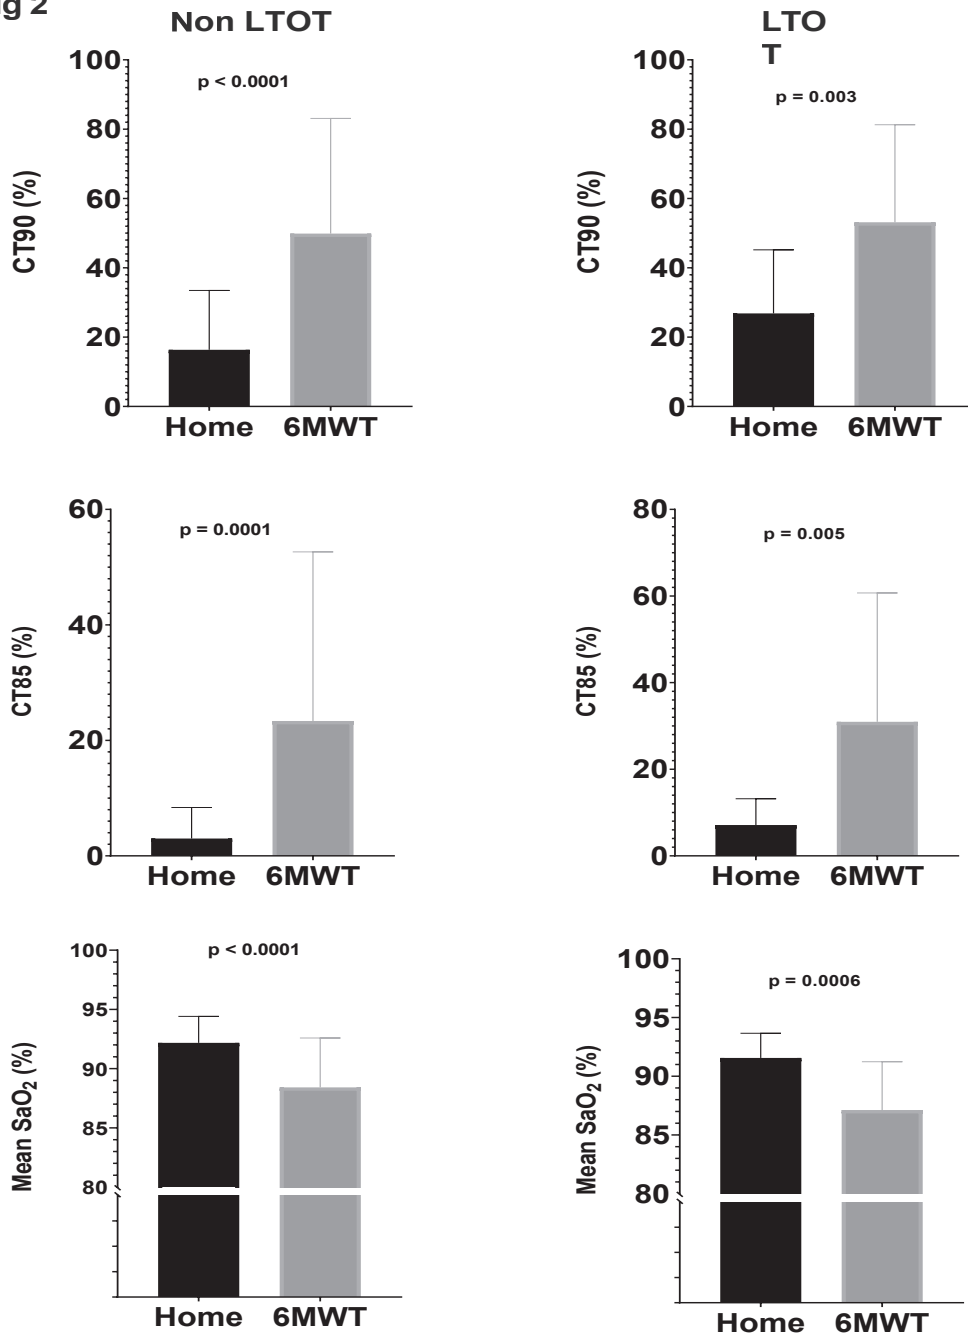 ig 2
Non LTOT
LTO
T
100
80
60
40
20
0
CT90 (%)
p < 0.0001
Home 6MWT
100
80
60
40
20
0
CT90 (%)
p = 0.003
Home 6MWT
60
40
20
0
CT85 (%)
p = 0.0001
Home 6MWT
80
60
40
20
0
CT85 (%)
p = 0.005
Home 6MWT
100
95
90
85
80
Mean SaO₂ (%)
p < 0.0001
Home 6MWT
100
95
90
85
80
Mean SaO₂ (%)
p = 0.0006
Home 6MWT